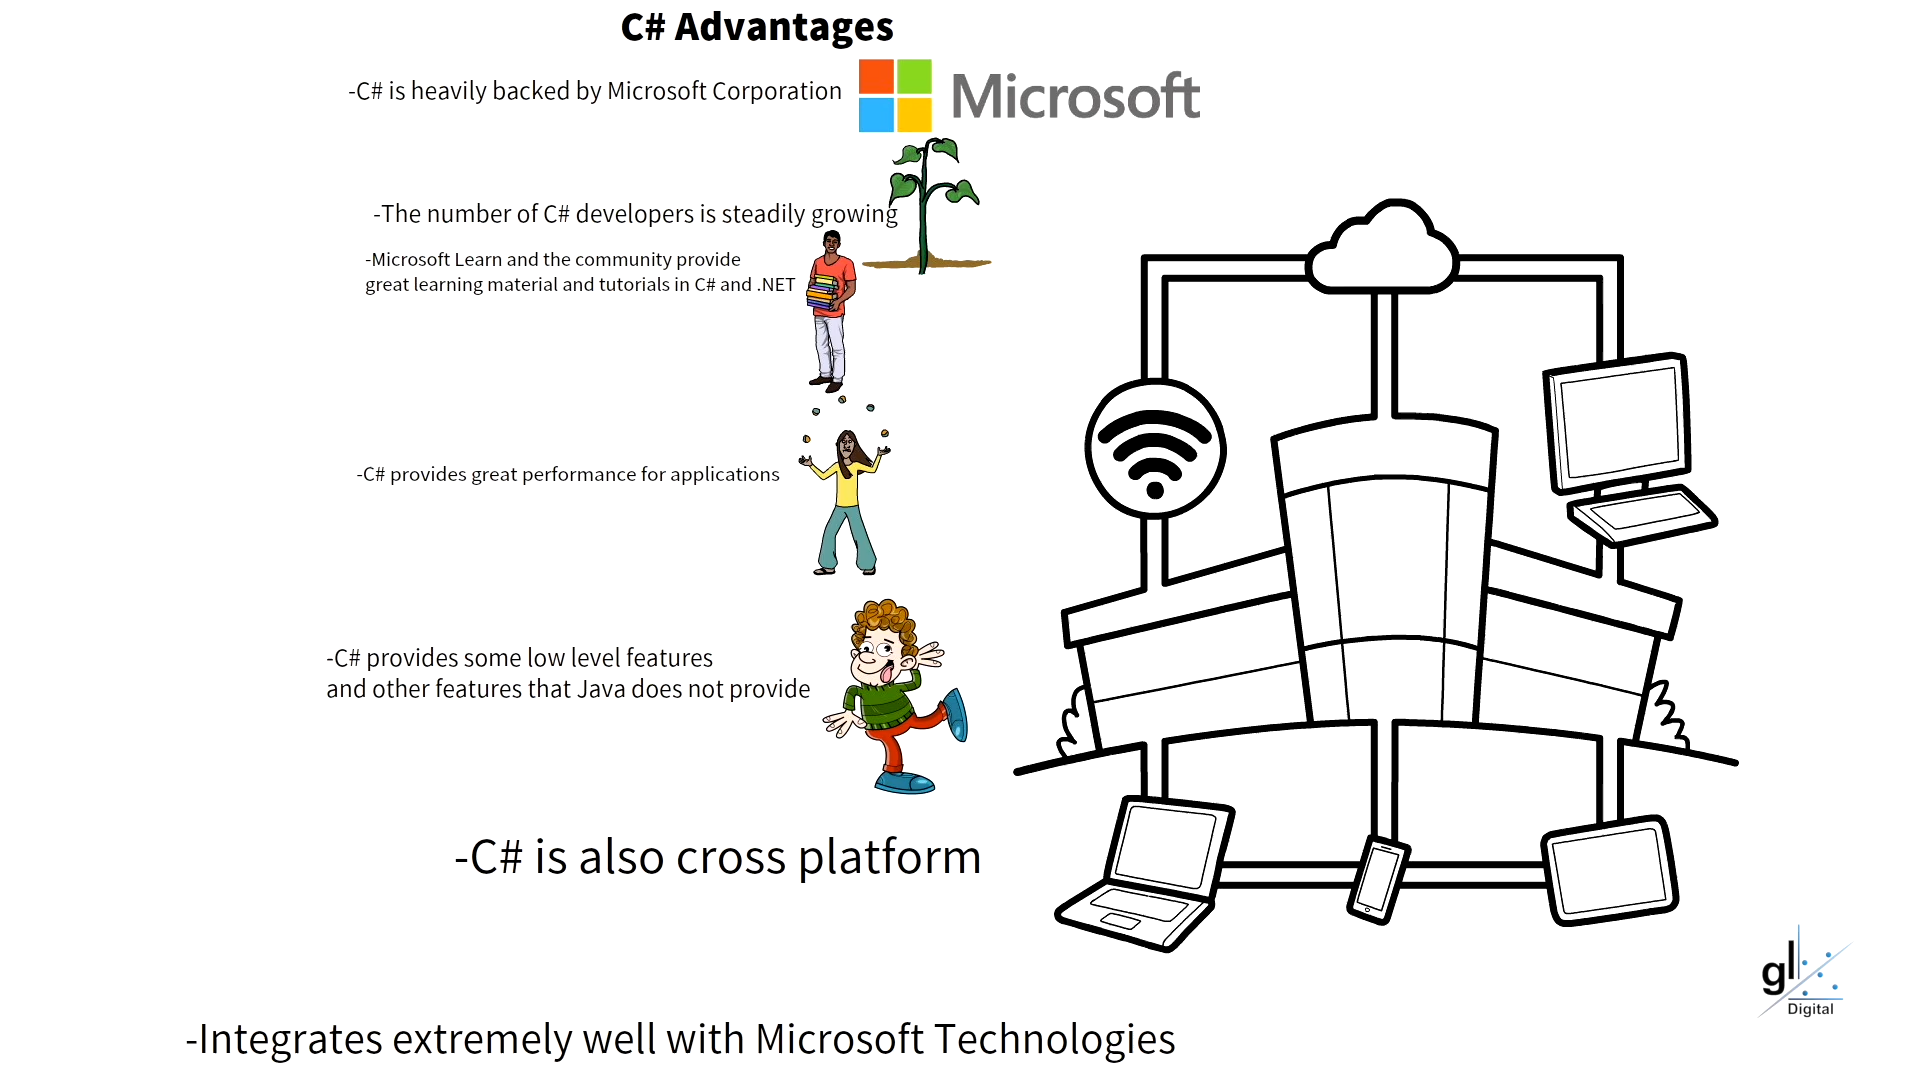 C# Advantages
-C# is heavily backed by Microsoft Corporation
Microsoft
-The number of C# developers is steadily growing
-Microsoft Learn and the community provide
great learning material and tutorials in C# and .NET
-C# provides great performance for applications
-C# provides some low level features
and other features that Java does not provide
-C# is also cross platform
gl
Digital
-Integrates extremely well with Microsoft Technologies